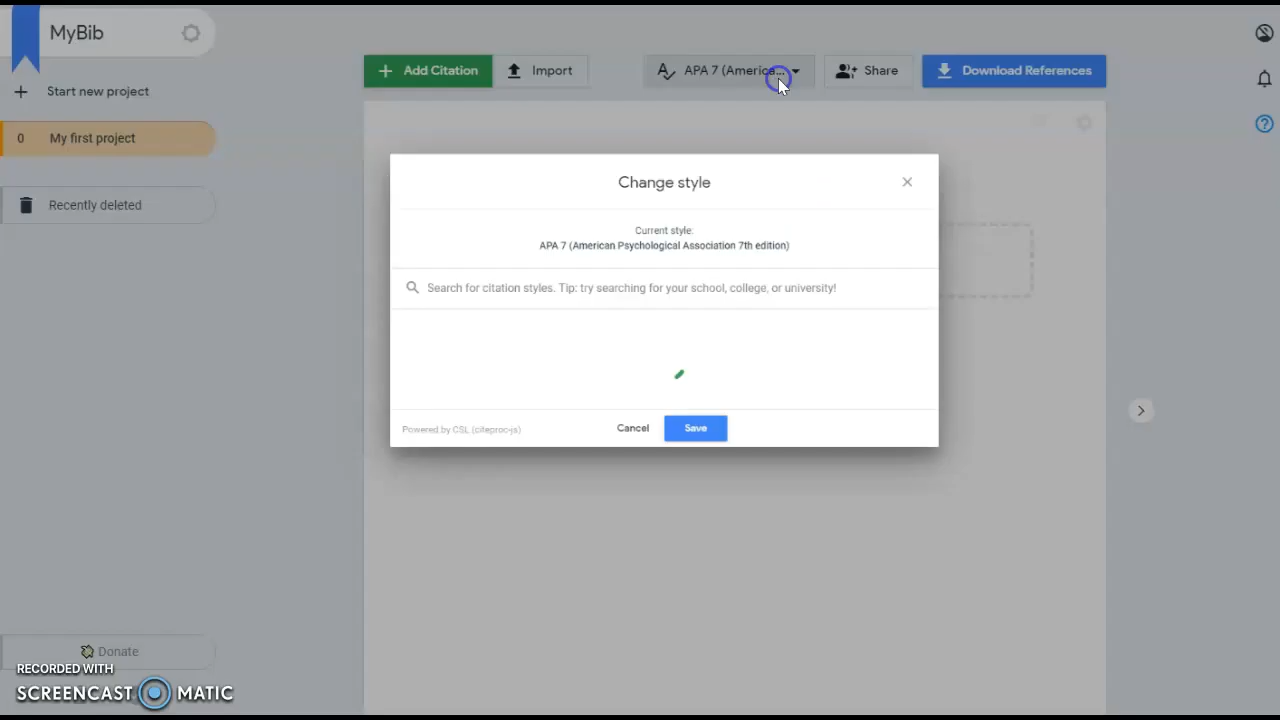 MyBib
Start new project
0 My first project
Recently deleted
Add Citation
Import
APA 7 (America...
Share
Download References
Change style
Current style:
APA 7 (American Psychological Association 7th edition)
Search for citation styles. Tip: try searching for your school, college, or university!
Powered by CSL (citeproc-js)
Cancel
Save
Donate
RECORDED WITH
SCREENCAST MATIC